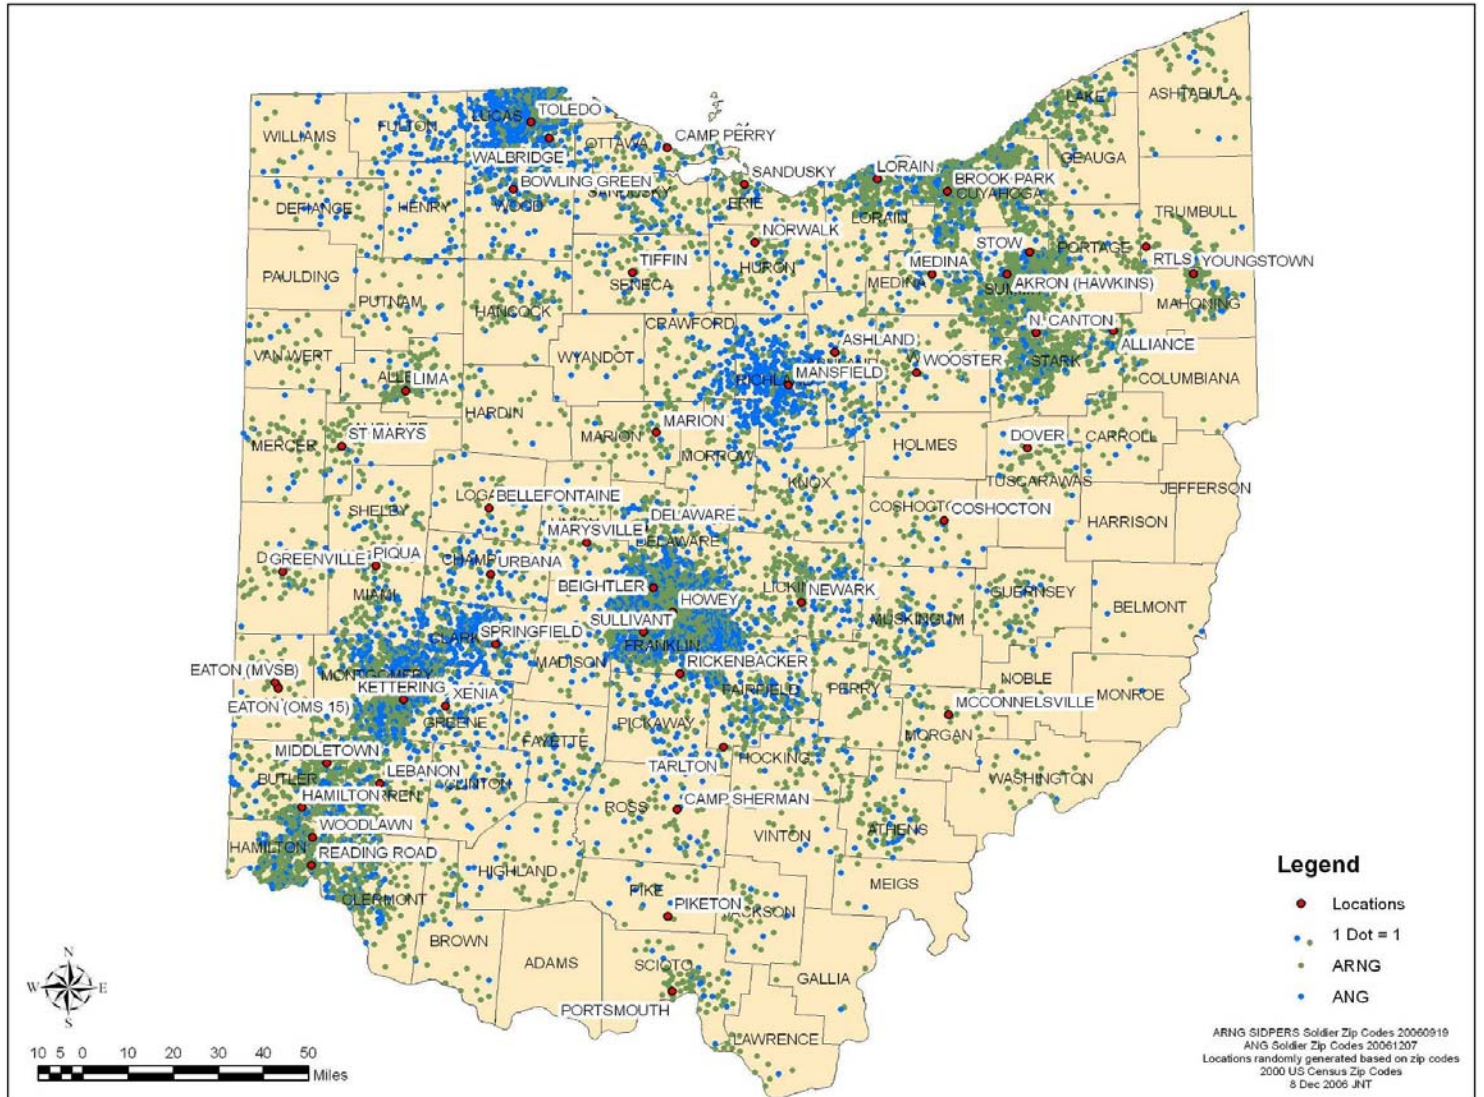 TOLEDO
LUCAS
FULTON
WILLIAMS
CAMP PERRY
OTTAWA
WALBRIDGE
LAKE
ASHTABULA
GEAUGA
LORAIN
SANDUSKY
BROOK PARK
CUYAHOGA
BOWLING GREEN
WOOD
SANDUSKY
ERIE
DEFIANCE
HENRY
LORAIN
TRUMBULL
NORWALK
HURON
STOW
PORTAGE
TIFFIN
SENECA
MEDINA
MEDINA
RTLS
YOUNGSTOWN
PAULDING
AKRON (HAWKINS)
MAHONING
PUTNAM
HANCOCK
CRAWFORD
N. CANTON
ALLIANCE
VAN WERT
WYANDOT
ASHLAND
WOOSTER
STARK
COLUMBIANA
LIMA
MANSFIELD
HARDIN
MARION
MARION
ST MARYS
MERCER
MORROW
HOLMES
DOVER
CARROLL
KNOX
TUSCARAWAS
JEFFERSON
BELLEFONTAINE
SHELBY
DELAWARE
DELAWARE
MARYSVILLE
COSHOCTON
HARRISON
GREENVILLE
PIQUA
URBANA
MIAMI
BEIGHTLER
HOWEY
NEWARK
GUERNSEY
BELMONT
MUSKINGUM
SULLIVANT
FRANKLIN
SPRINGFIELD
CLARK
MADISON
RICKENBACKER
EATON (MVSB)
MONTGOMERY
KETTERING
XENIA
GREENE
EATON (OMS 15)
FAIRFIELD
PERRY
NOBLE
MONROE
MCCONNELSVILLE
MORGAN
PICKAWAY
FAYETTE
MIDDLETOWN
BUTLER
LEBANON
CLINTON
TARLTON
HOCKING
WASHINGTON
HAMILTON
ROSS
CAMP SHERMAN
WOODLAWN
HAMILTON
READING ROAD
VINTON
ATHENS
HIGHLAND
CLERMONT
MEIGS
PIKE
PIKETON
JACKSON
BROWN
ADAMS
SCIOTO
GALLIA
PORTSMOUTH
LAWRENCE
Legend
Locations
1 Dot = 1
ARNG
ANG
N
W E
S
10 5 0 10 20 30 40 50
Miles
ARNG SIDPERS Soldier Zip Codes 20060919
ANG Soldier Zip Codes 20061207
Locations randomly generated based on zip codes
2000 US Census Zip Codes
8 Dec 2006 JNT